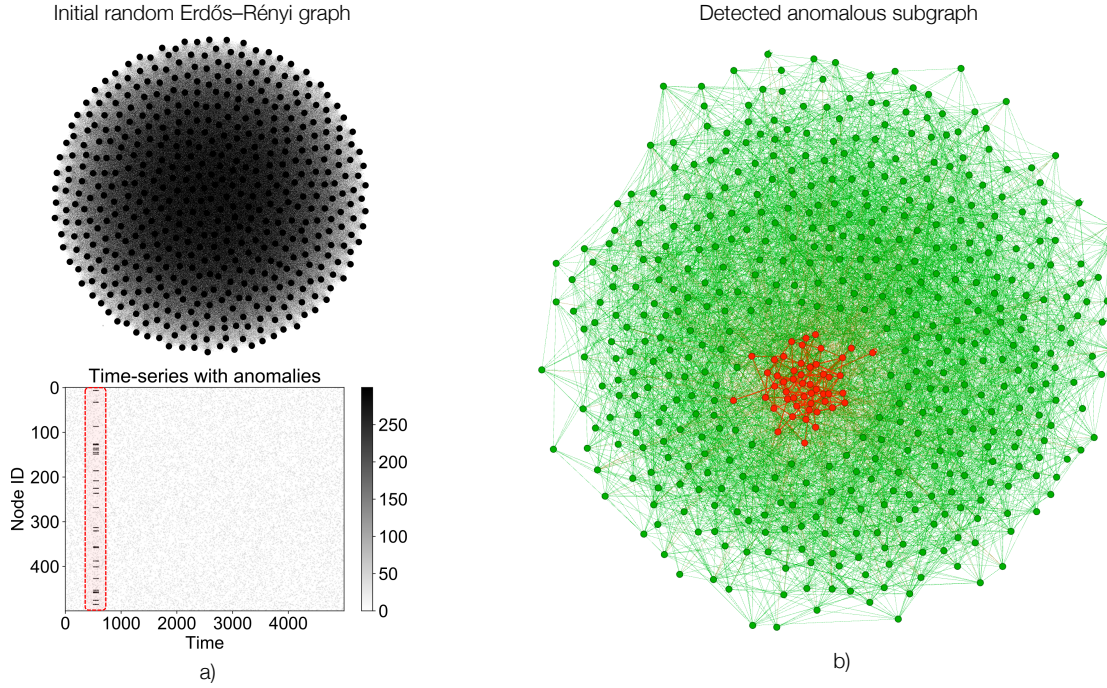 Initial random Erdős–Rényi graph
Detected anomalous subgraph
Time-series with anomalies
0
100
200
300
400
Node ID
0 1000 2000 3000 4000
Time
250
200
150
100
50
0
a)
b)